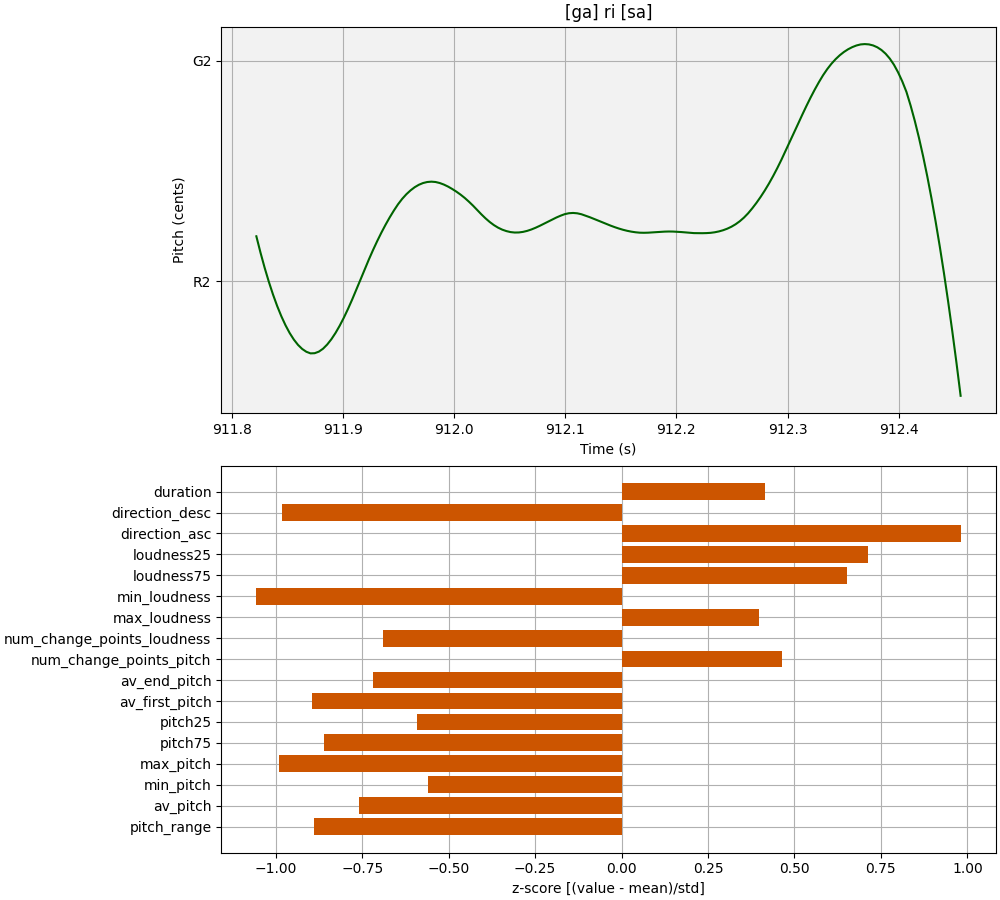 [ga] ri [sa]
G2
R2
Pitch (cents)
911.8 911.9 912.0 912.1 912.2 912.3 912.4
Time (s)
duration
direction_desc
direction_asc
loudness25
loudness75
min_loudness
max_loudness
num_change_points_loudness
num_change_points_pitch
av_end_pitch
av_first_pitch
pitch25
pitch75
max_pitch
min_pitch
av_pitch
pitch_range
−1.00 −0.75 −0.50 −0.25 0.00 0.25 0.50 0.75 1.00
z-score [(value - mean)/std]